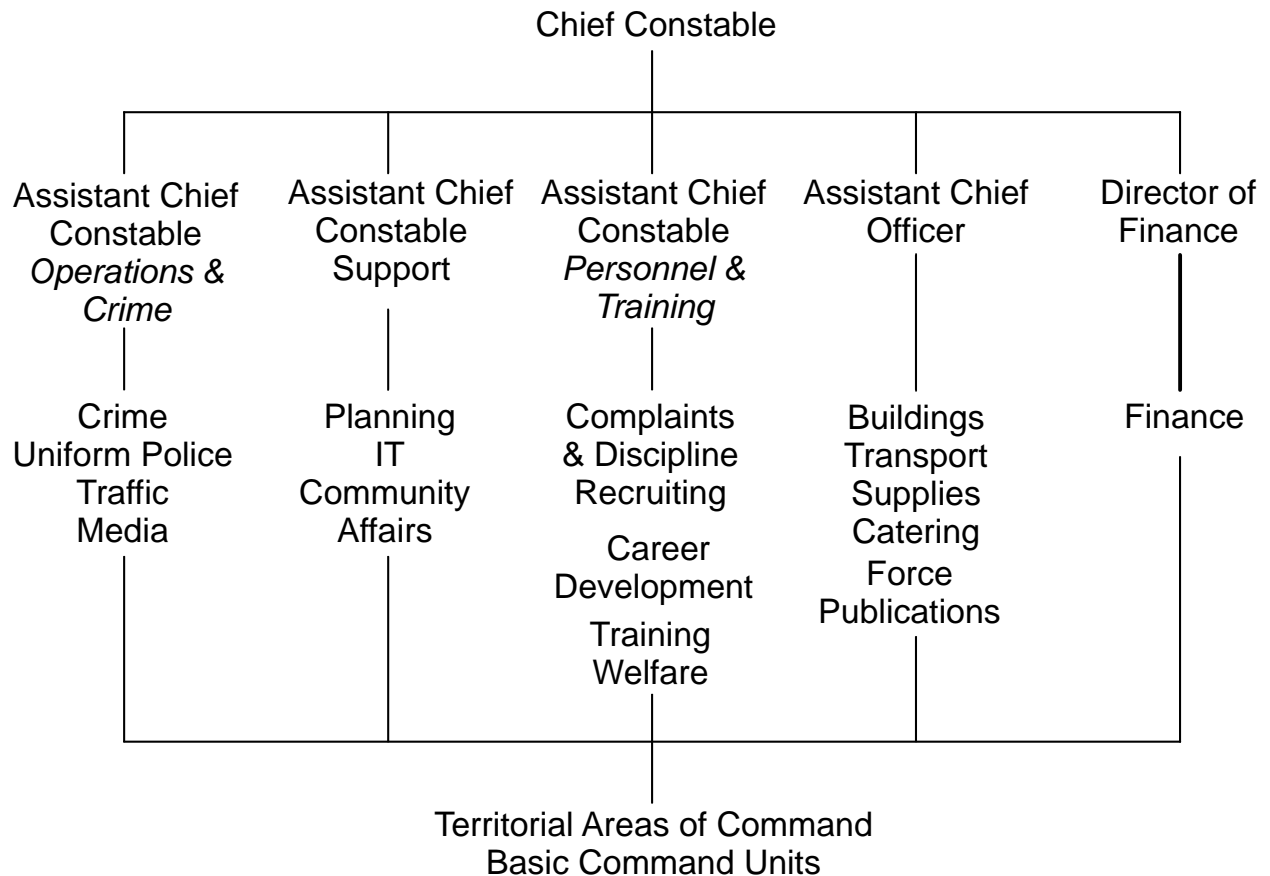 Chief Constable
Assistant Chief
Constable
Operations &
Crime
Assistant Chief
Constable
Support
Assistant Chief
Constable
Personnel &
Training
Assistant Chief
Officer
Director of
Finance
Crime
Uniform Police
Traffic
Media
Planning
IT
Community
Affairs
Complaints
& Discipline
Recruiting
Career
Development
Training
Welfare
Buildings
Transport
Supplies
Catering
Force
Publications
Finance
Territorial Areas of Command
Basic Command Units